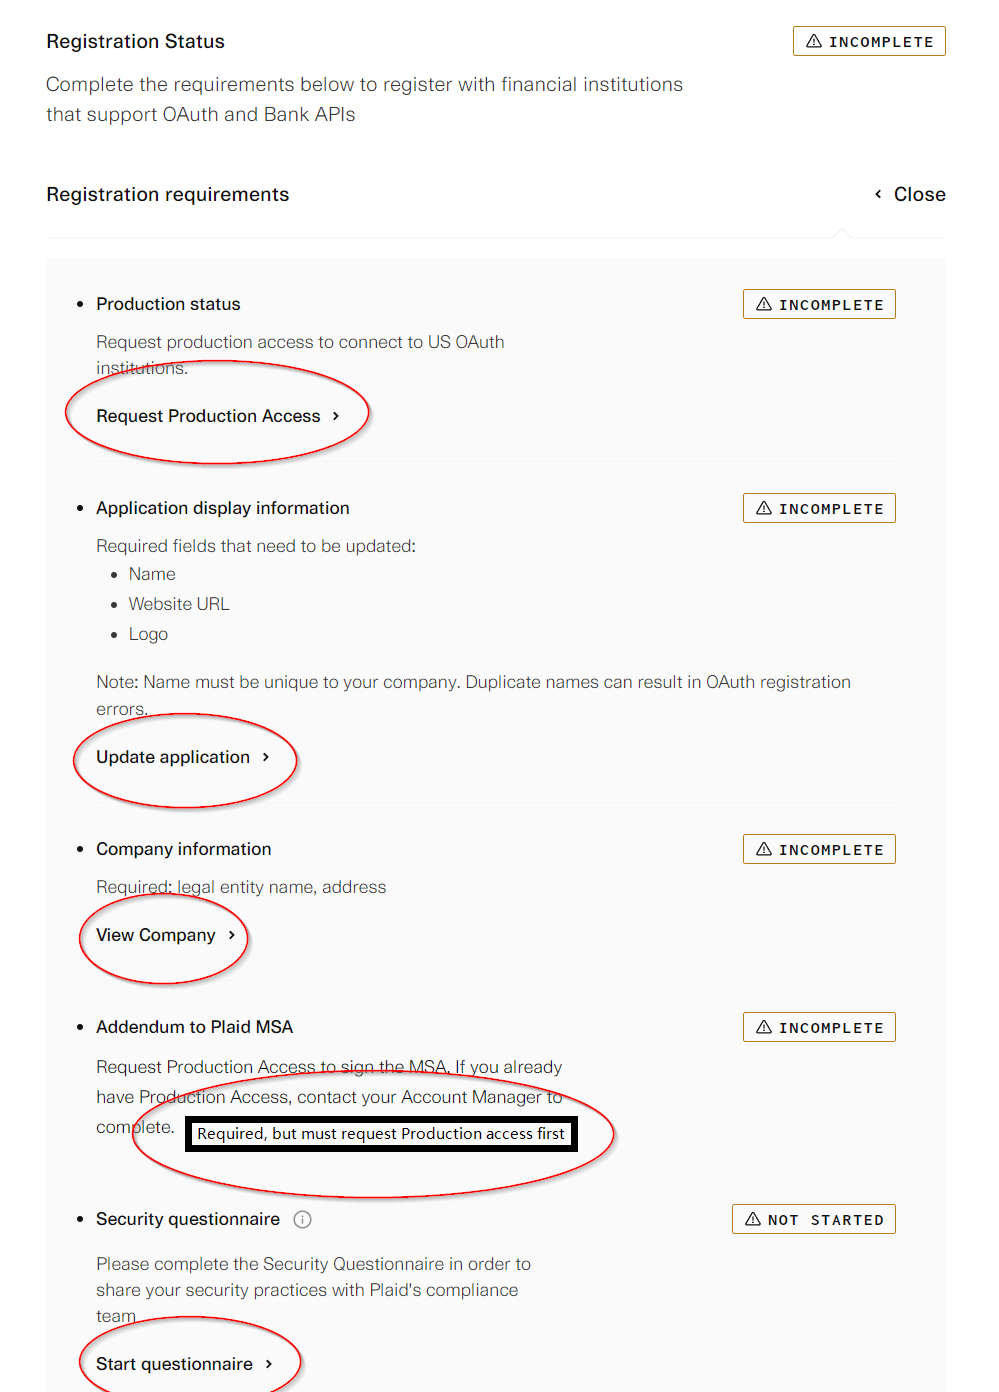 Registration Status
INCOMPLETE
Complete the requirements below to register with financial institutions
that support OAuth and Bank APIs
Registration requirements
Close
Production status
INCOMPLETE
Request production access to connect to US OAuth
institutions.
Request Production Access
Application display information
INCOMPLETE
Required fields that need to be updated:
Name
Website URL
Logo
Note: Name must be unique to your company. Duplicate names can result in OAuth registration
errors.
Update application
Company information
INCOMPLETE
Required: legal entity name, address
View Company
Addendum to Plaid MSA
INCOMPLETE
Request Production Access to sign the MSA. If you already
have Production Access, contact your Account Manager to
complete.
Required, but must request Production access first
Security questionnaire
NOT STARTED
Please complete the Security Questionnaire in order to
share your security practices with Plaid's compliance
team
Start questionnaire